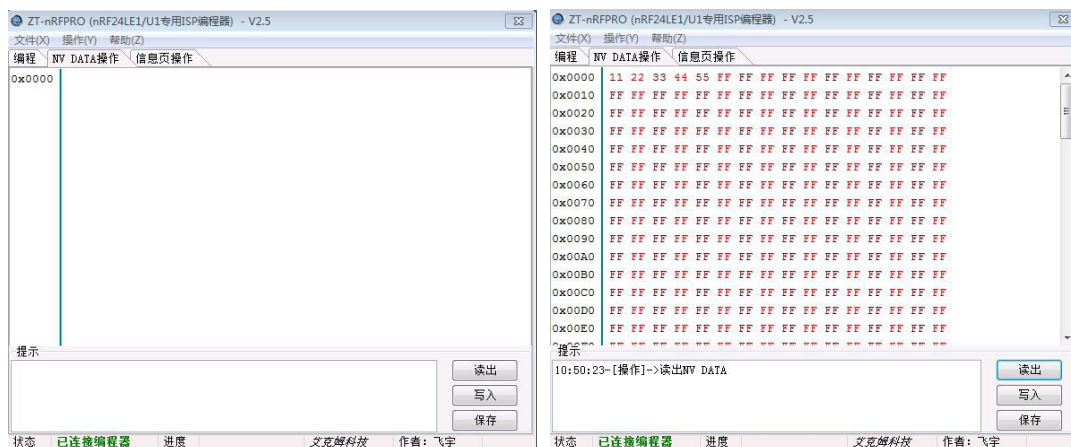 ZT-nRFPRO (nRF24LE1/U1专用ISP编程器) - V2.5
文件(X) 操作(Y) 帮助(Z)
编程 NV DATA操作 信息页操作
0x0000
提示
读出
写入
保存
状态 已连接编程器 进度 艾克姆科技 作者: 飞宇
ZT-nRFPRO (nRF24LE1/U1专用ISP编程器) - V2.5
文件(X) 操作(Y) 帮助(Z)
编程 NV DATA操作 信息页操作
0x0000 11 22 33 44 55 FF FF FF FF FF FF FF FF FF FF FF
0x0010 FF FF FF FF FF FF FF FF FF FF FF FF FF FF FF FF
0x0020 FF FF FF FF FF FF FF FF FF FF FF FF FF FF FF FF
0x0030 FF FF FF FF FF FF FF FF FF FF FF FF FF FF FF FF
0x0040 FF FF FF FF FF FF FF FF FF FF FF FF FF FF FF FF
0x0050 FF FF FF FF FF FF FF FF FF FF FF FF FF FF FF FF
0x0060 FF FF FF FF FF FF FF FF FF FF FF FF FF FF FF FF
0x0070 FF FF FF FF FF FF FF FF FF FF FF FF FF FF FF FF
0x0080 FF FF FF FF FF FF FF FF FF FF FF FF FF FF FF FF
0x0090 FF FF FF FF FF FF FF FF FF FF FF FF FF FF FF FF
0x00A0 FF FF FF FF FF FF FF FF FF FF FF FF FF FF FF FF
0x00B0 FF FF FF FF FF FF FF FF FF FF FF FF FF FF FF FF
0x00C0 FF FF FF FF FF FF FF FF FF FF FF FF FF FF FF FF
0x00D0 FF FF FF FF FF FF FF FF FF FF FF FF FF FF FF FF
0x00E0 FF FF FF FF FF FF FF FF FF FF FF FF FF FF FF FF
提示
10:50:23-[操作]->读出NV DATA
读出
写入
保存
状态 已连接编程器 进度 艾克姆科技 作者: 飞宇